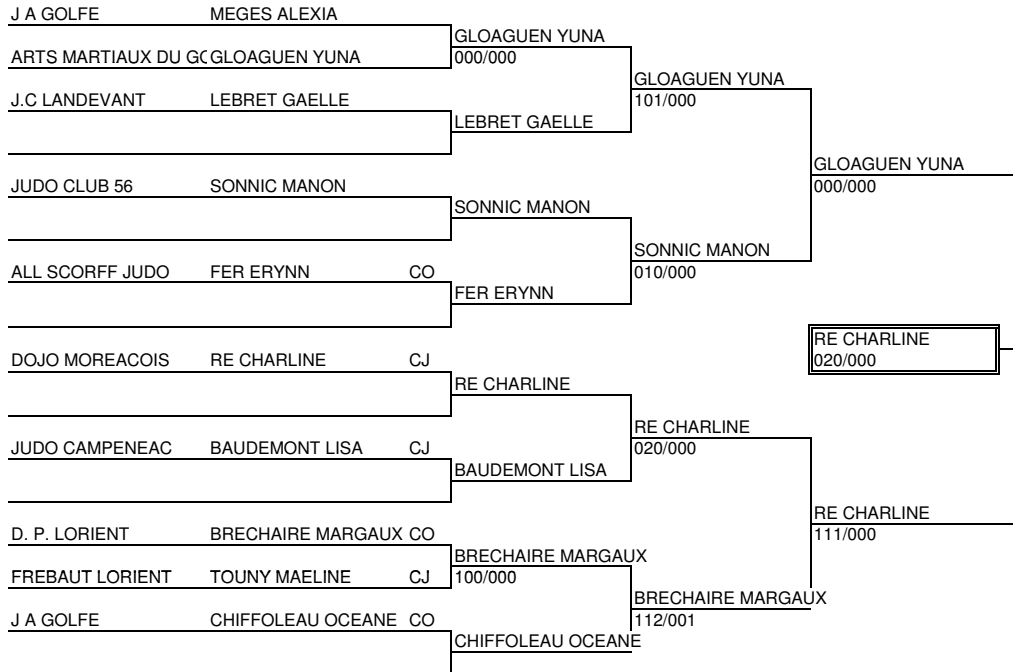 J A GOLFE MEGES ALEXIA
GLOAGUEN YUNA
ARTS MARTIAUX DU GO GLOAGUEN YUNA 000/000
GLOAGUEN YUNA
J.C LANDEVANT LEBRET GAELLE 101/000
LEBRET GAELLE
GLOAGUEN YUNA
JUDO CLUB 56 SONNIC MANON 000/000
SONNIC MANON
SONNIC MANON
ALL SCORFF JUDO FER ERYNN CO 010/000
FER ERYNN
RE CHARLINE
DOJO MOREACOIS RE CHARLINE CJ 020/000
RE CHARLINE
RE CHARLINE
JUDO CAMPENEAC BAUDEMONT LISA CJ 020/000
BAUDEMONT LISA
RE CHARLINE
D. P. LORIENT BRECHAIRE MARGAUX CO 111/000
BRECHAIRE MARGAUX
FREBAUT LORIENT TOUNY MAELINE CJ 100/000
BRECHAIRE MARGAUX
J A GOLFE CHIFFOLEAU OCEANE CO 112/001
CHIFFOLEAU OCEANE